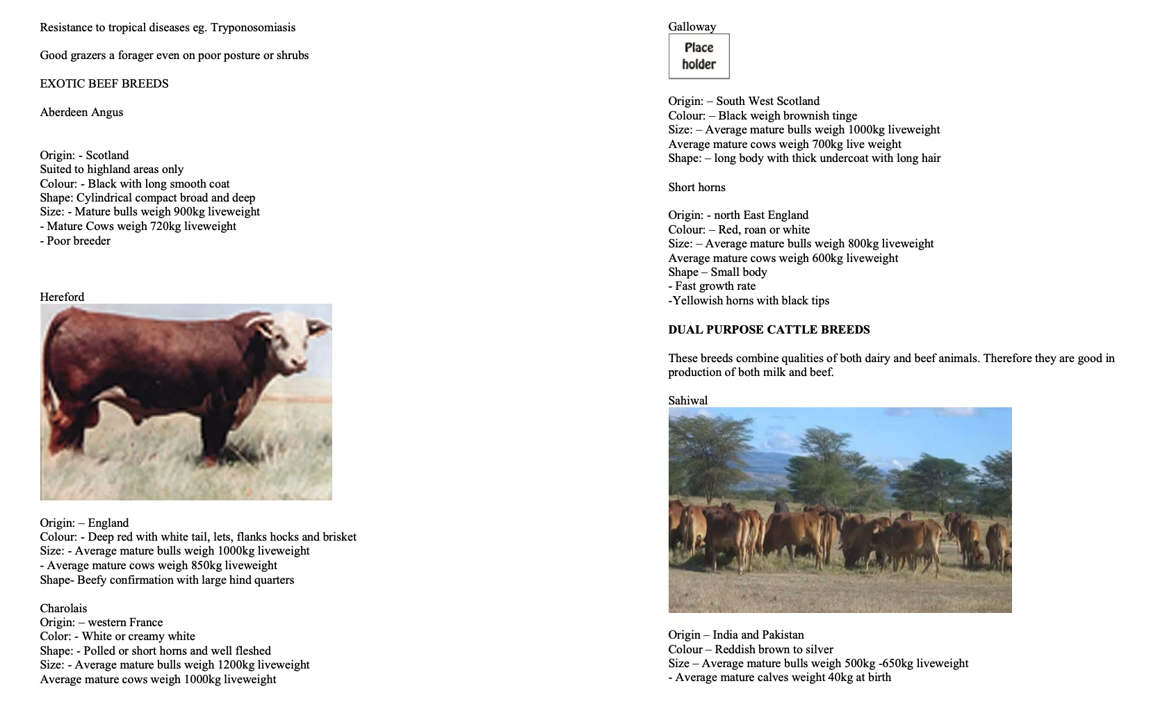 Resistance to tropical diseases eg. Tryponosomiasis
Good grazers a forager even on poor posture or shrubs
EXOTIC BEEF BREEDS
Aberdeen Angus
Origin: - Scotland
Suited to highland areas only
Colour: - Black with long smooth coat
Shape: Cylindrical compact broad and deep
Size: - Mature bulls weigh 900kg liveweight
- Mature Cows weigh 720kg liveweight
- Poor breeder
Hereford
Origin: – England
Colour: - Deep red with white tail, lets, flanks hocks and brisket
Size: - Average mature bulls weigh 1000kg liveweight
- Average mature cows weigh 850kg liveweight
Shape- Beefy confirmation with large hind quarters
Charolais
Origin: – western France
Color: - White or creamy white
Shape: - Polled or short horns and well fleshed
Size: - Average mature bulls weigh 1200kg liveweight
Average mature cows weigh 1000kg liveweight
Galloway
Place
holder
Origin: – South West Scotland
Colour: – Black weigh brownish tinge
Size: – Average mature bulls weigh 1000kg liveweight
Average mature cows weigh 700kg live weight
Shape: – long body with thick undercoat with long hair
Short horns
Origin: - north East England
Colour: – Red, roan or white
Size: – Average mature bulls weigh 800kg liveweight
Average mature cows weigh 600kg liveweight
Shape – Small body
- Fast growth rate
-Yellowish horns with black tips
DUAL PURPOSE CATTLE BREEDS
These breeds combine qualities of both dairy and beef animals. Therefore they are good in
production of both milk and beef.
Sahiwal
Origin – India and Pakistan
Colour – Reddish brown to silver
Size – Average mature bulls weigh 500kg -650kg liveweight
- Average mature calves weight 40kg at birth